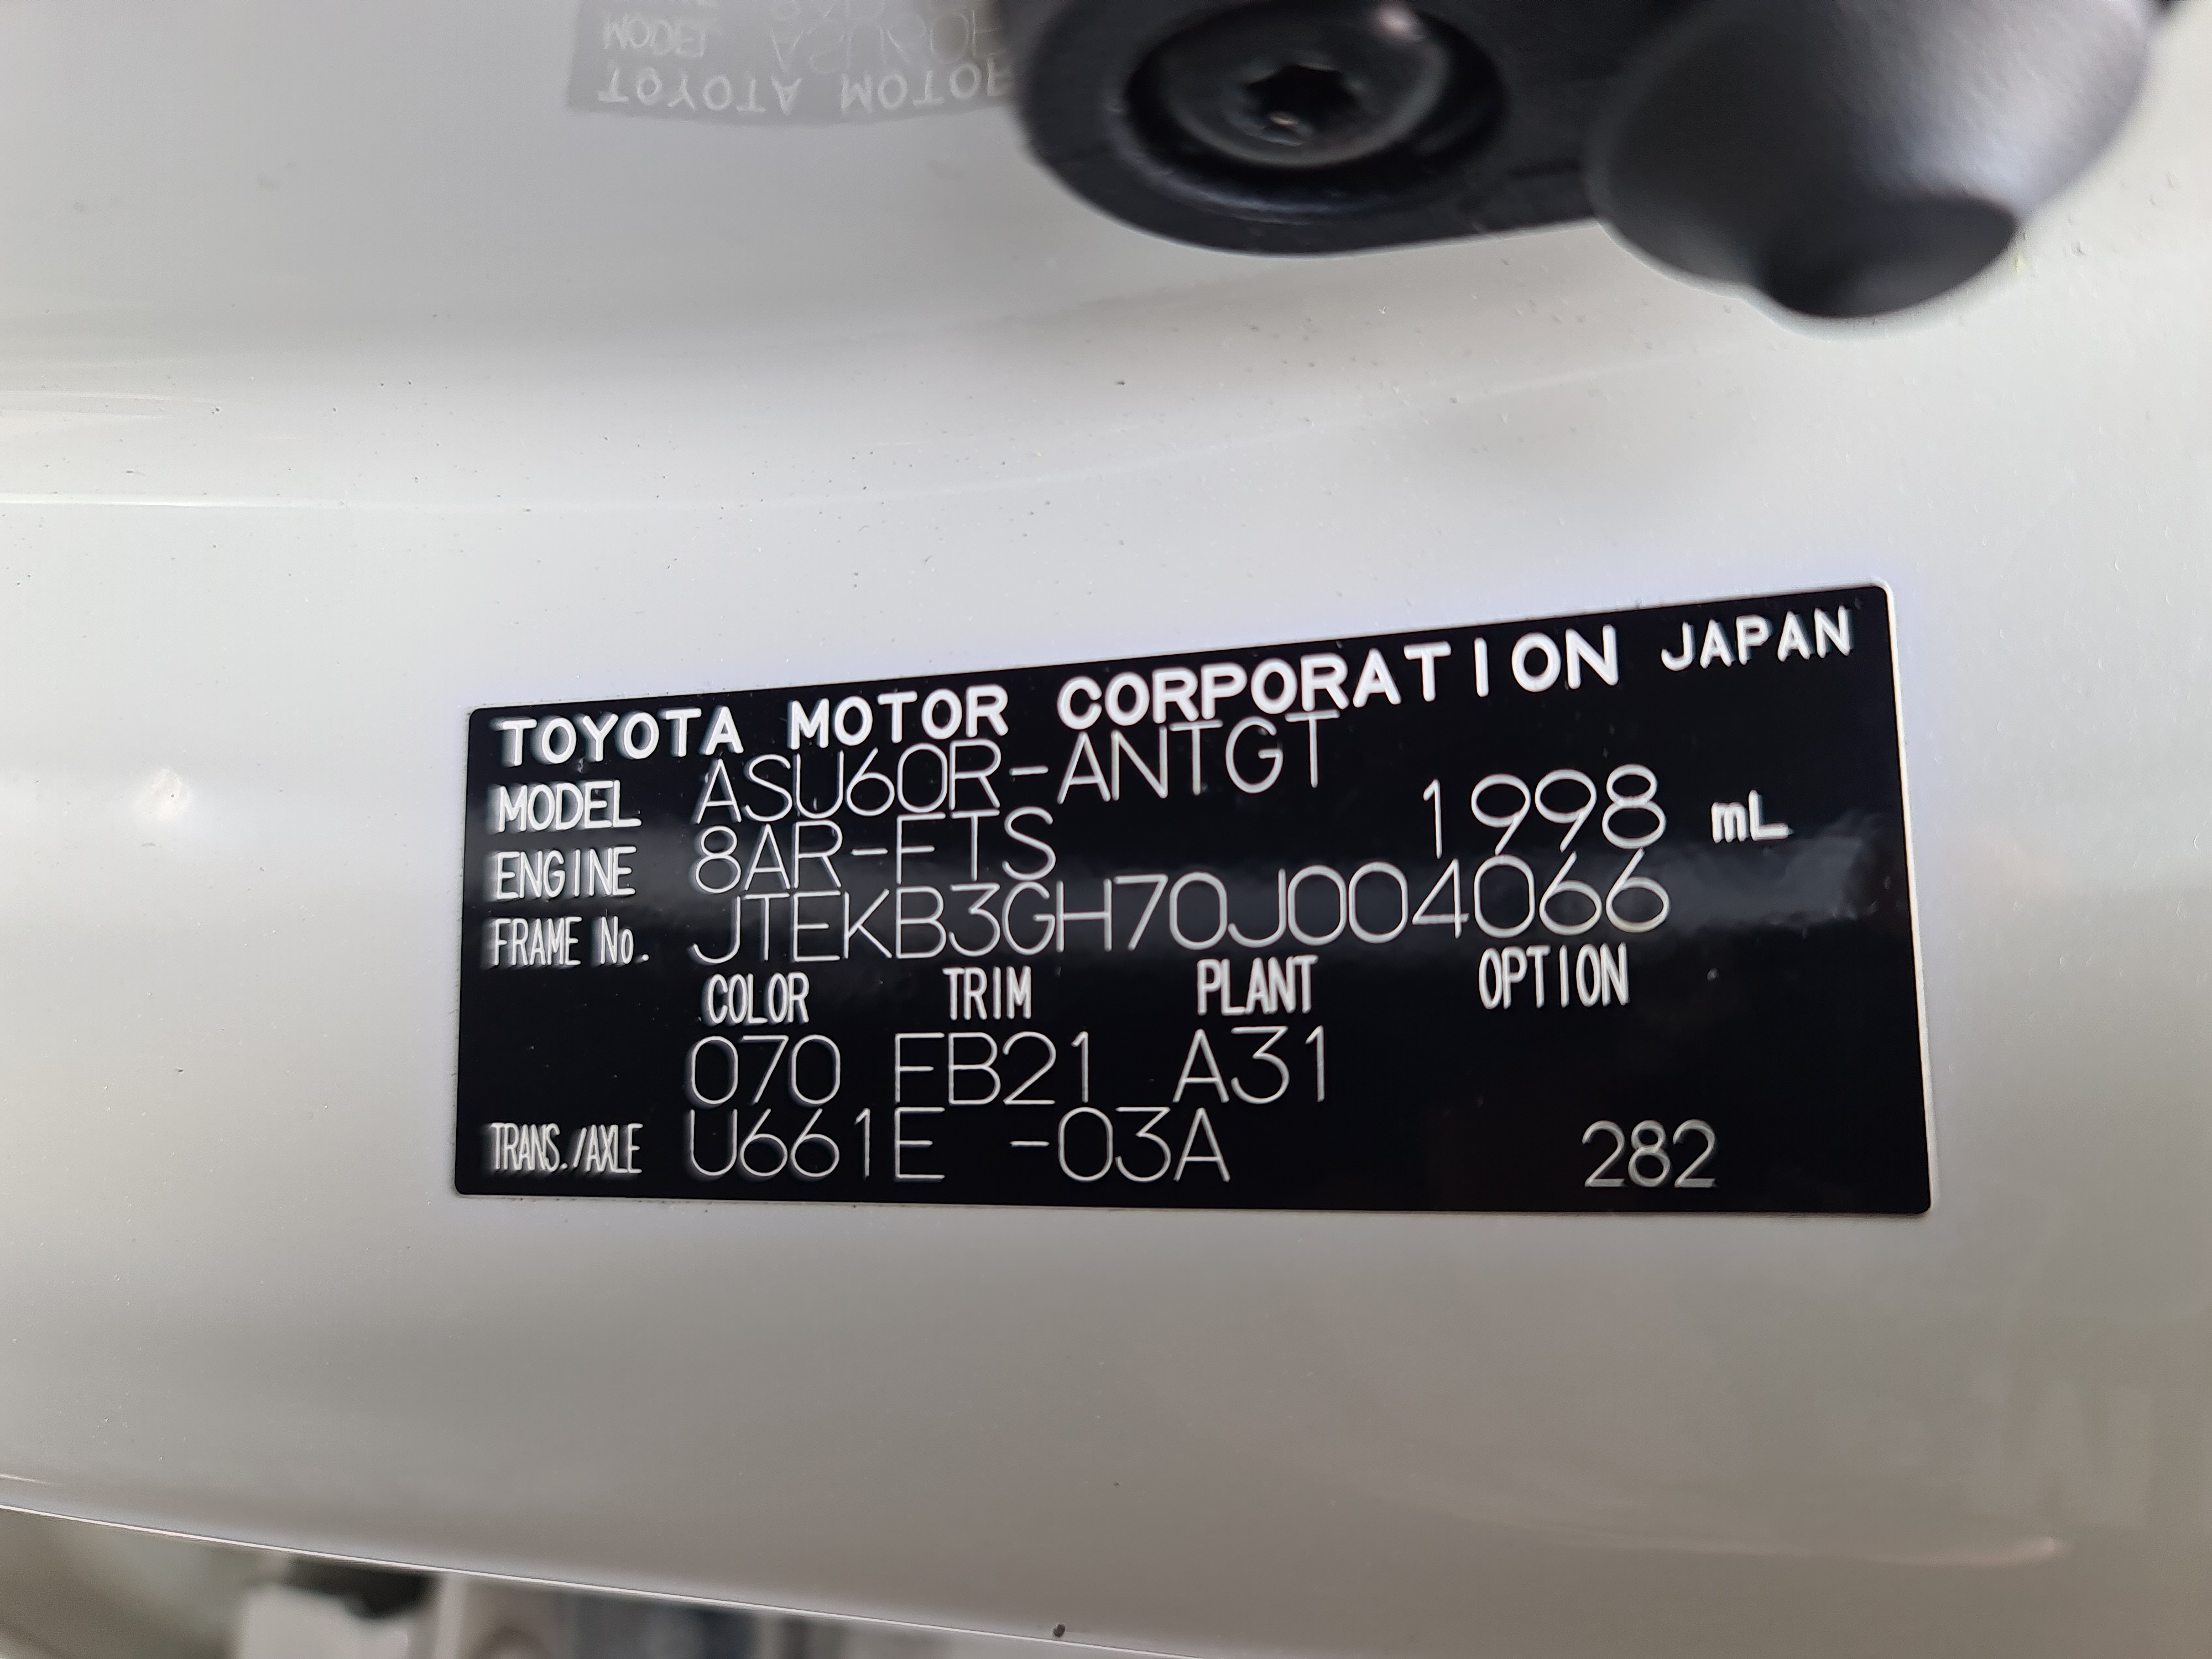 TOYOTA MOTOR CORPORATION JAPAN
MODEL ASU60R-ANTGT
ENGINE 8AR-FTS 1998 mL
FRAME No. JTEKB3GH70J004066
COLOR TRIM PLANT OPTION
070 FB21 A31
TRANS./AXLE U661E -03A 282